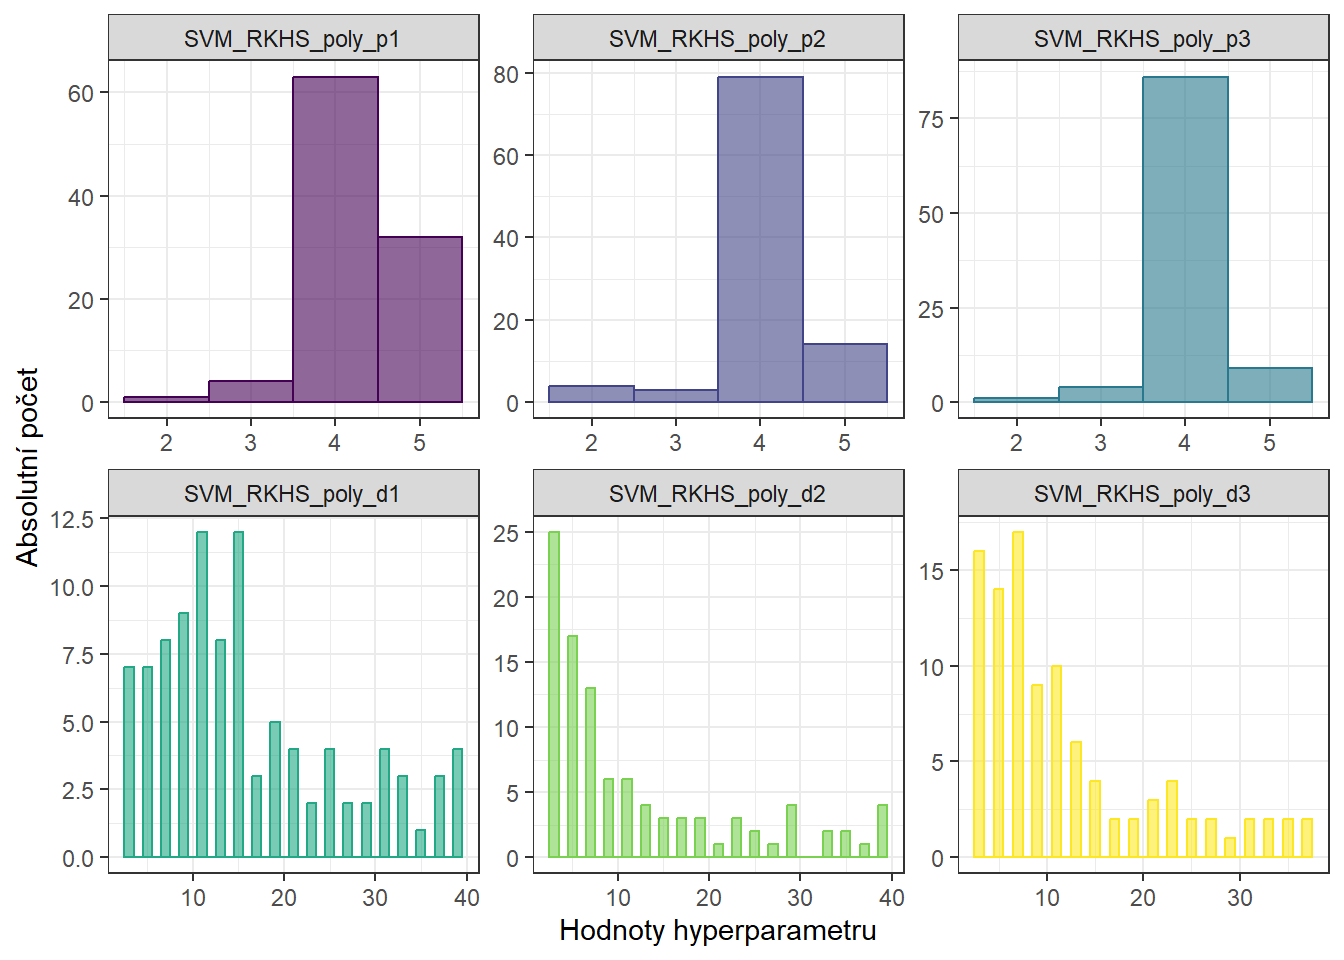 SVM_RKHS_poly_p1
SVM_RKHS_poly_p2
SVM_RKHS_poly_p3
60
40
20
0
2 3 4 5
80
60
40
20
0
2 3 4 5
75
50
25
0
2 3 4 5
Absolutní počet
SVM_RKHS_poly_d1
SVM_RKHS_poly_d2
SVM_RKHS_poly_d3
12.5
10.0
7.5
5.0
2.5
0.0
10 20 30 40
25
20
15
10
5
0
10 20 30 40
15
10
5
0
10 20 30
Hodnoty hyperparametru